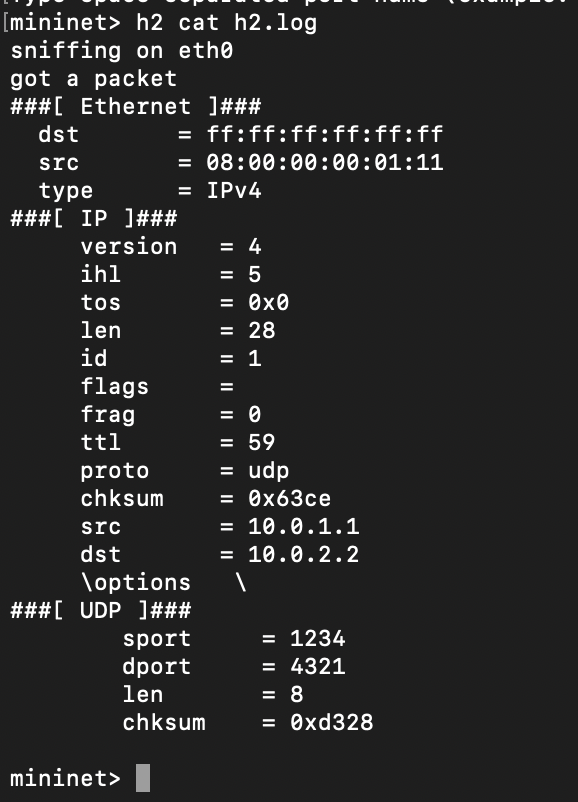 [mininet> h2 cat h2.log
sniffing on eth0
got a packet
###[ Ethernet ]###
  dst       = ff:ff:ff:ff:ff:ff
  src       = 08:00:00:00:01:11
  type      = IPv4
###[ IP ]###
     version   = 4
     ihl       = 5
     tos       = 0x0
     len       = 28
     id        = 1
     flags     =
     frag      = 0
     ttl       = 59
     proto     = udp
     chksum    = 0x63ce
     src       = 10.0.1.1
     dst       = 10.0.2.2
     \options   \
###[ UDP ]###
        sport     = 1234
        dport     = 4321
        len       = 8
        chksum    = 0xd328
mininet>